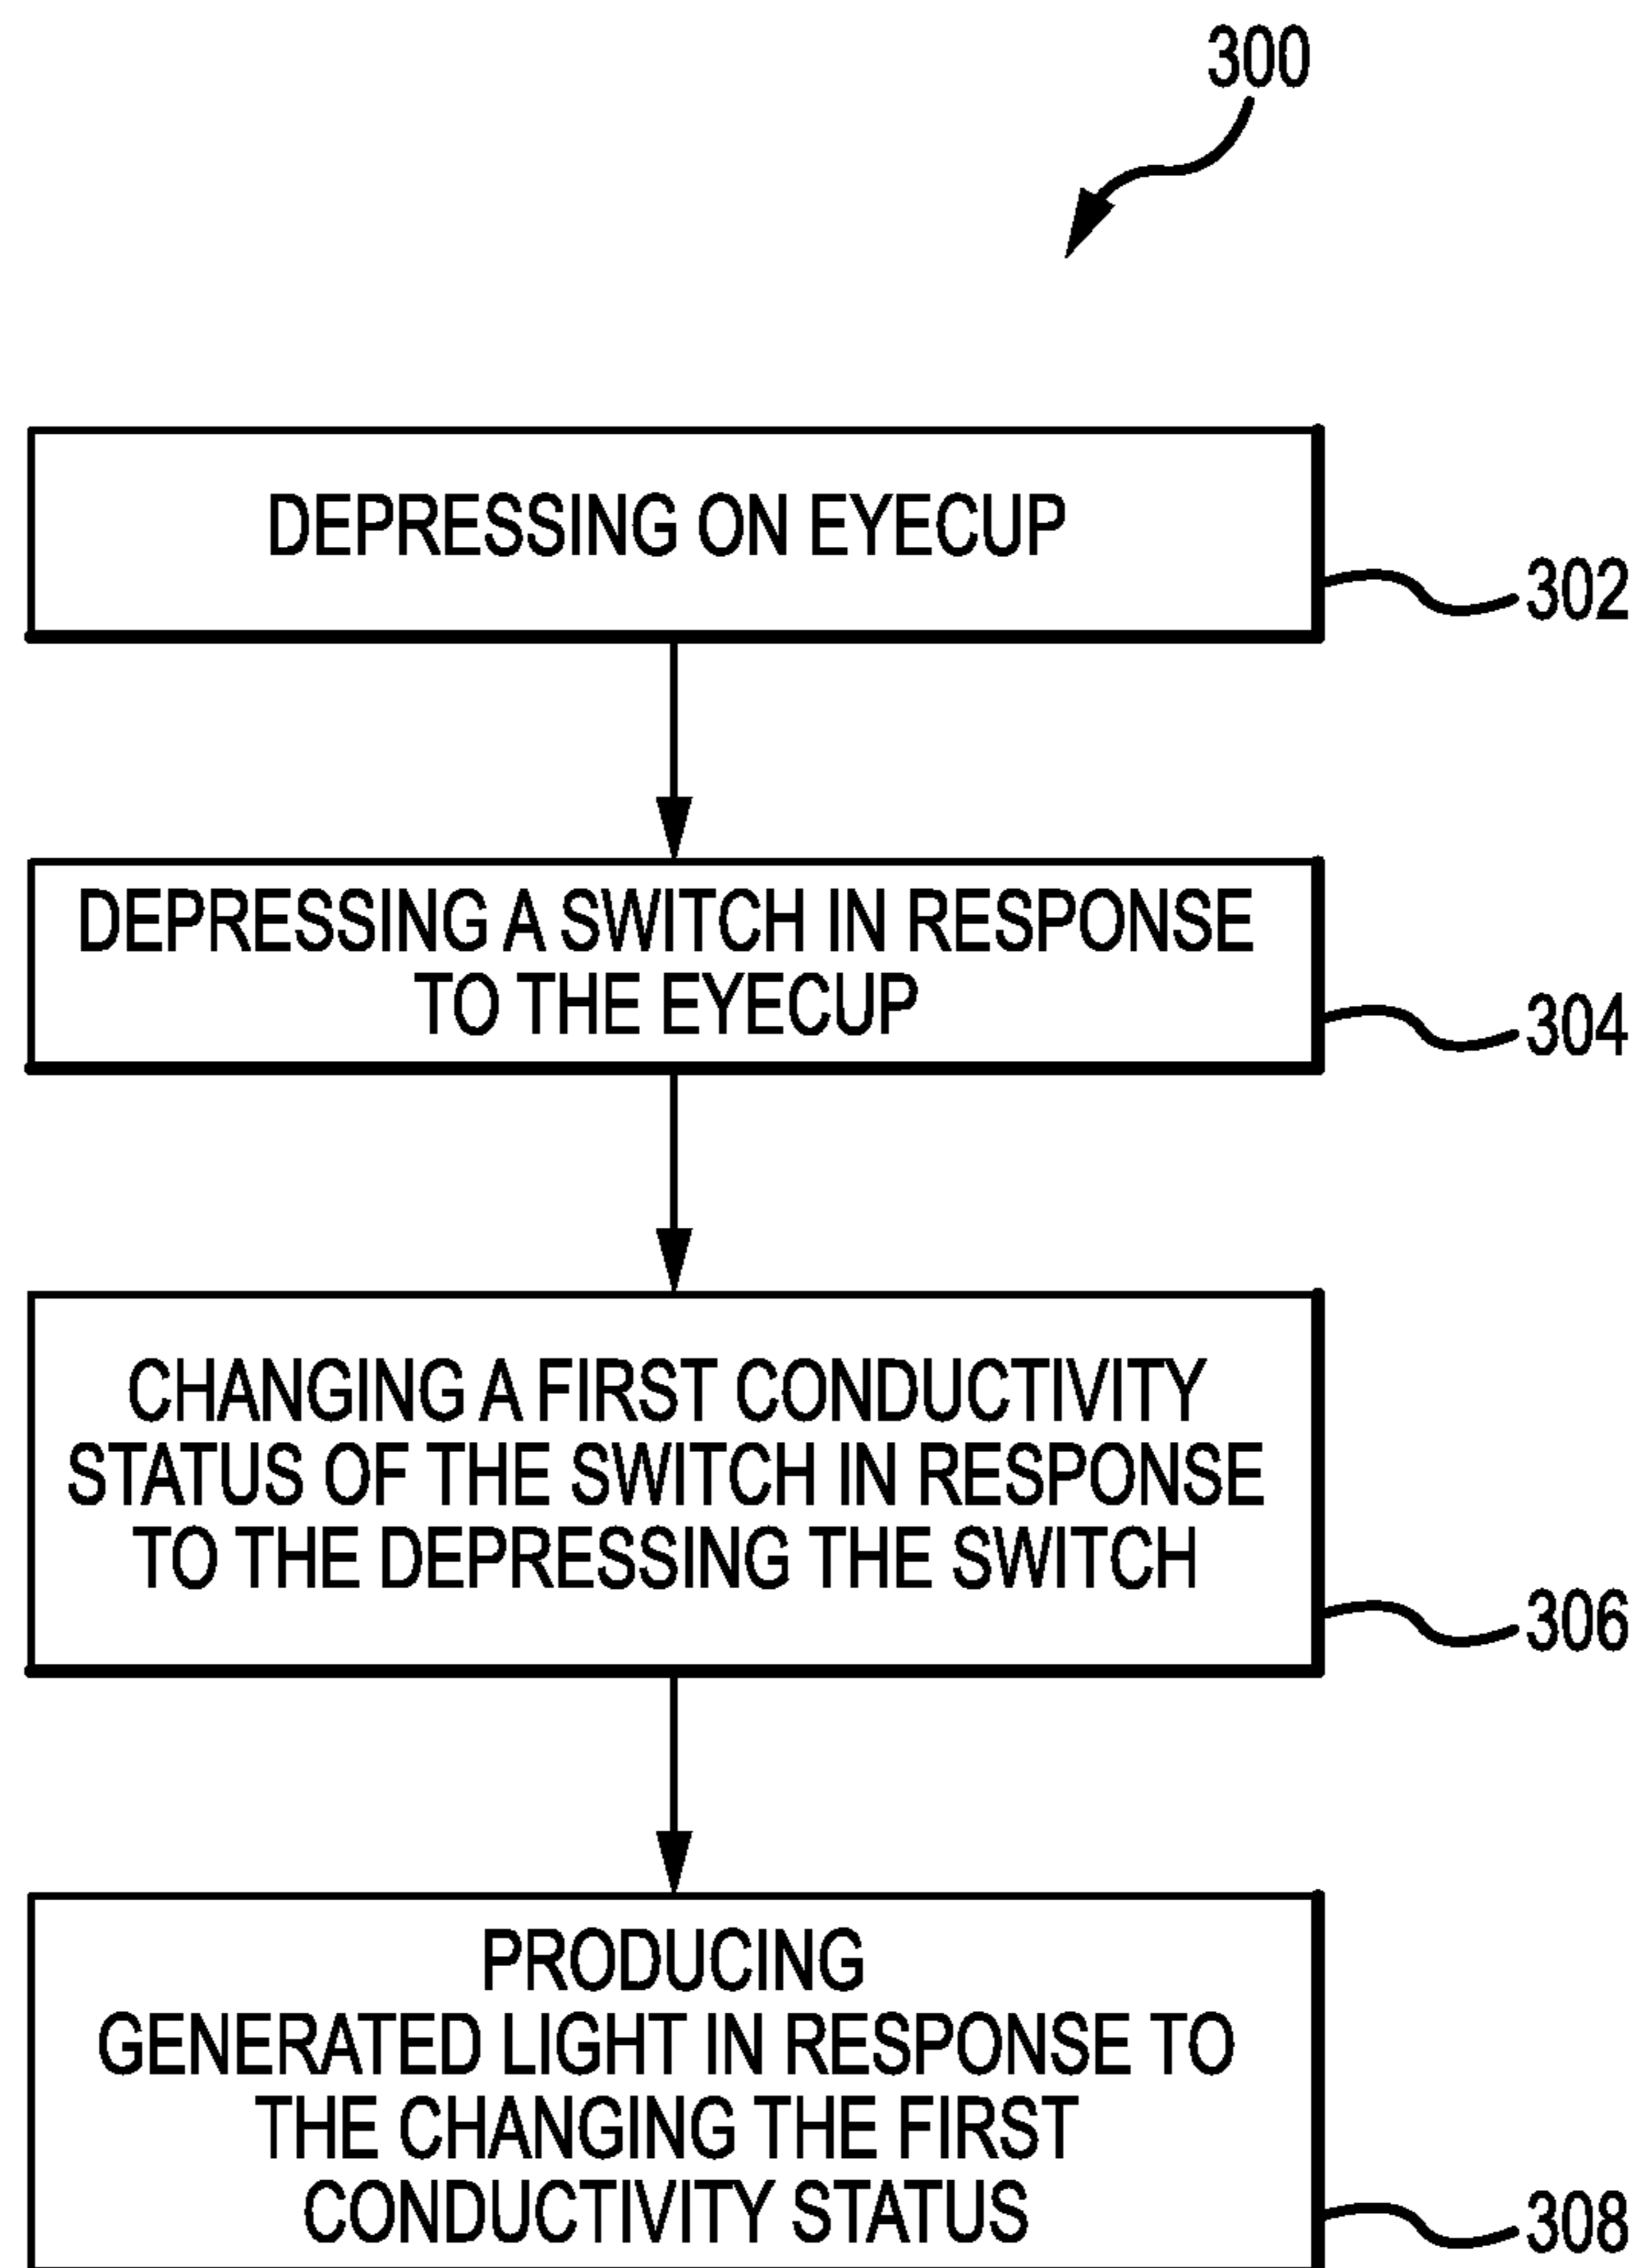 300
DEPRESSING ON EYECUP
302
DEPRESSING A SWITCH IN RESPONSE
TO THE EYECUP
304
CHANGING A FIRST CONDUCTIVITY
STATUS OF THE SWITCH IN RESPONSE
TO THE DEPRESSING THE SWITCH
306
PRODUCING
GENERATED LIGHT IN RESPONSE TO
THE CHANGING THE FIRST
CONDUCTIVITY STATUS
308